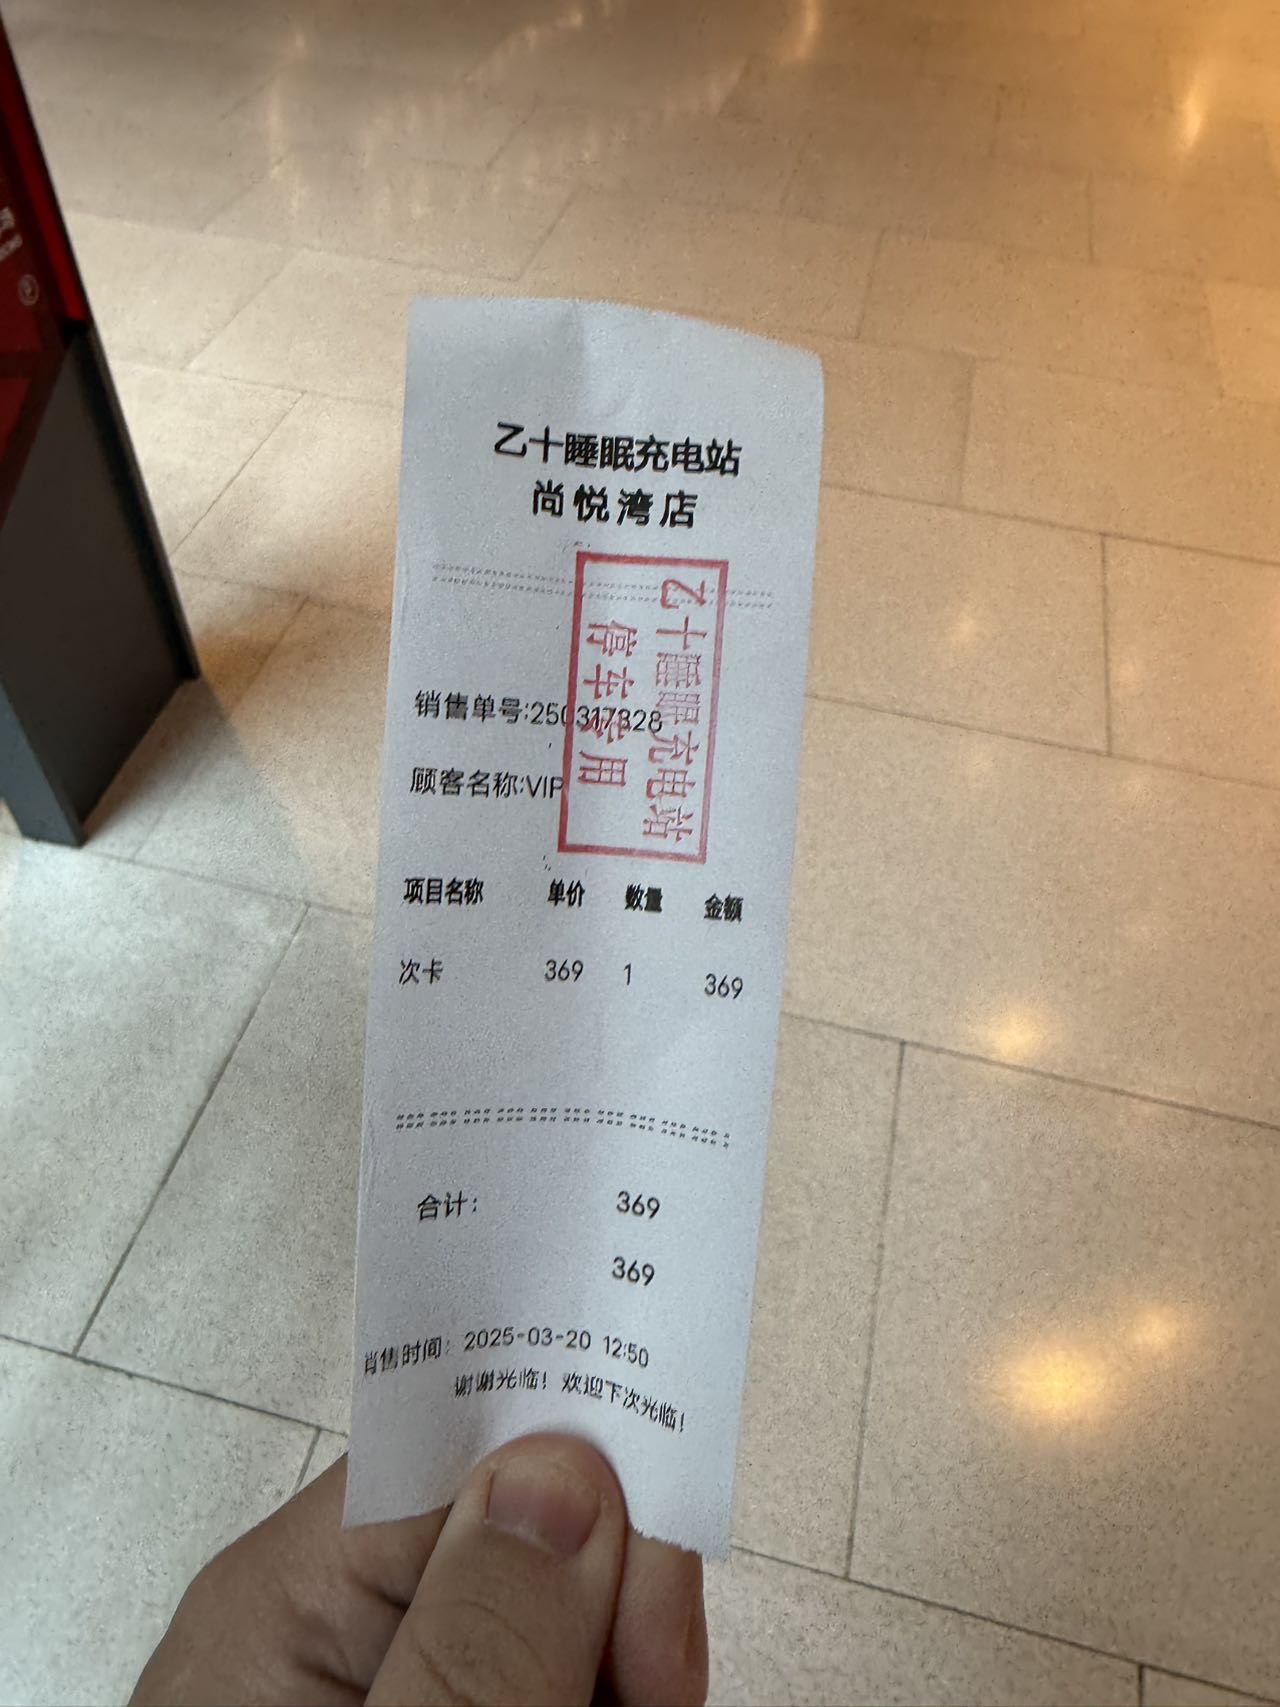 乙十睡眠充电站
尚悦湾店
乙十睡眠充电站
停车专用
销售单号:250317328
顾客名称:VIP
项目名称 单价 数量 金额
次卡 369 1 369
合计: 369
369
肖售时间: 2025-03-20 12:50
谢谢光临！欢迎下次光临！